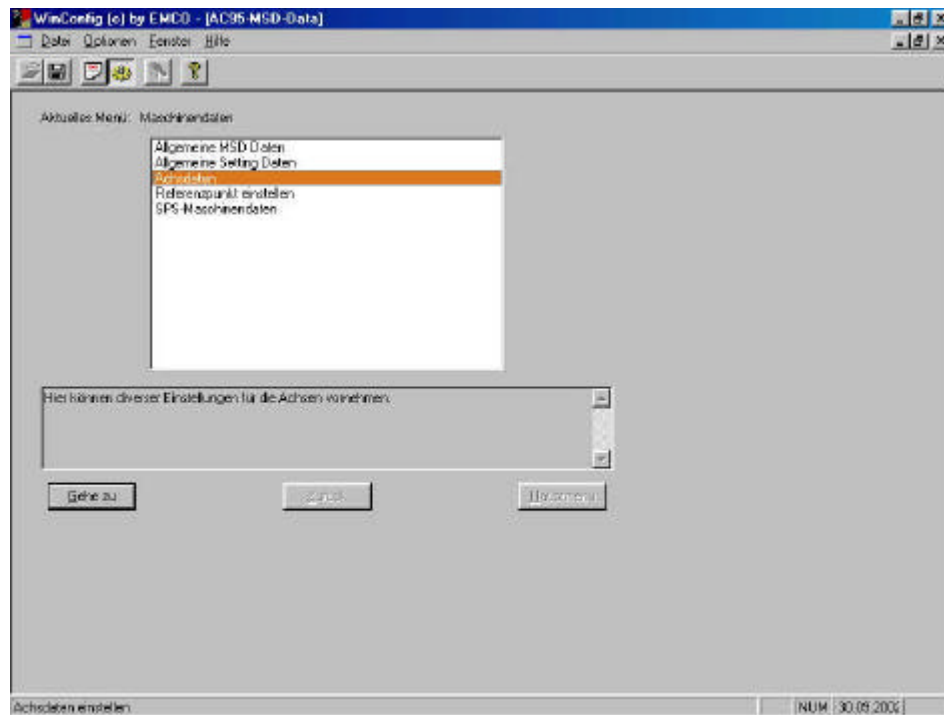 WinConfig (c) by EMCO - [AC95-MSD-Data]
Datei Optionen Fenster Hilfe
Aktuelles Menü: Maschinendaten
Allgemeine MSD Daten
Allgemeine Setting Daten
Achsdaten
Referenzpunkt einstellen
SPS-Maschinendaten
Hier können diverser Einstellungen für die Achsen vornehmen.
Gehe zu Zurück Hauptmenü
Achsdaten einstellen NUM 30.09.2002